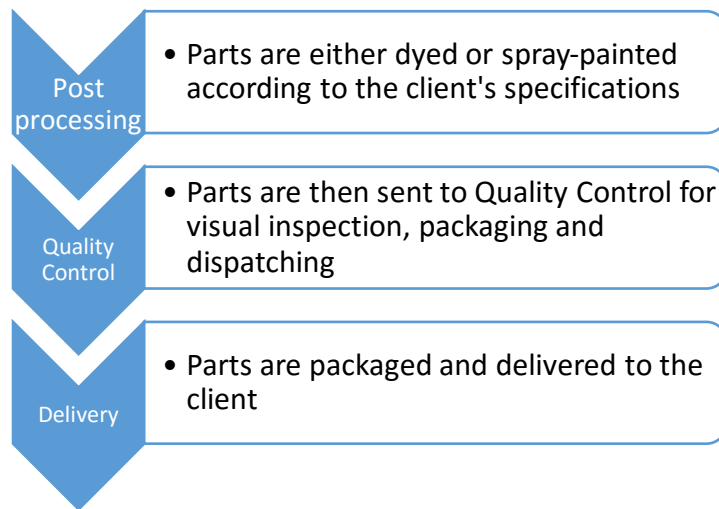 Post
processing
• Parts are either dyed or spray-painted
according to the client's specifications
Quality
Control
• Parts are then sent to Quality Control for
visual inspection, packaging and
dispatching
Delivery
• Parts are packaged and delivered to the
client